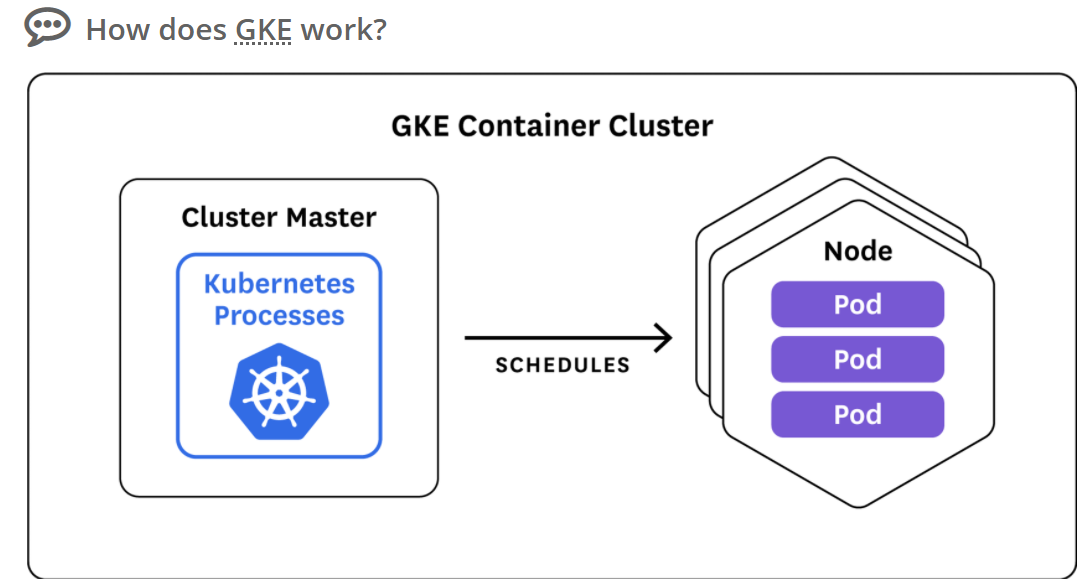 How does GKE work?
GKE Container Cluster
Cluster Master
Kubernetes
Processes
SCHEDULES
Node
Pod
Pod
Pod